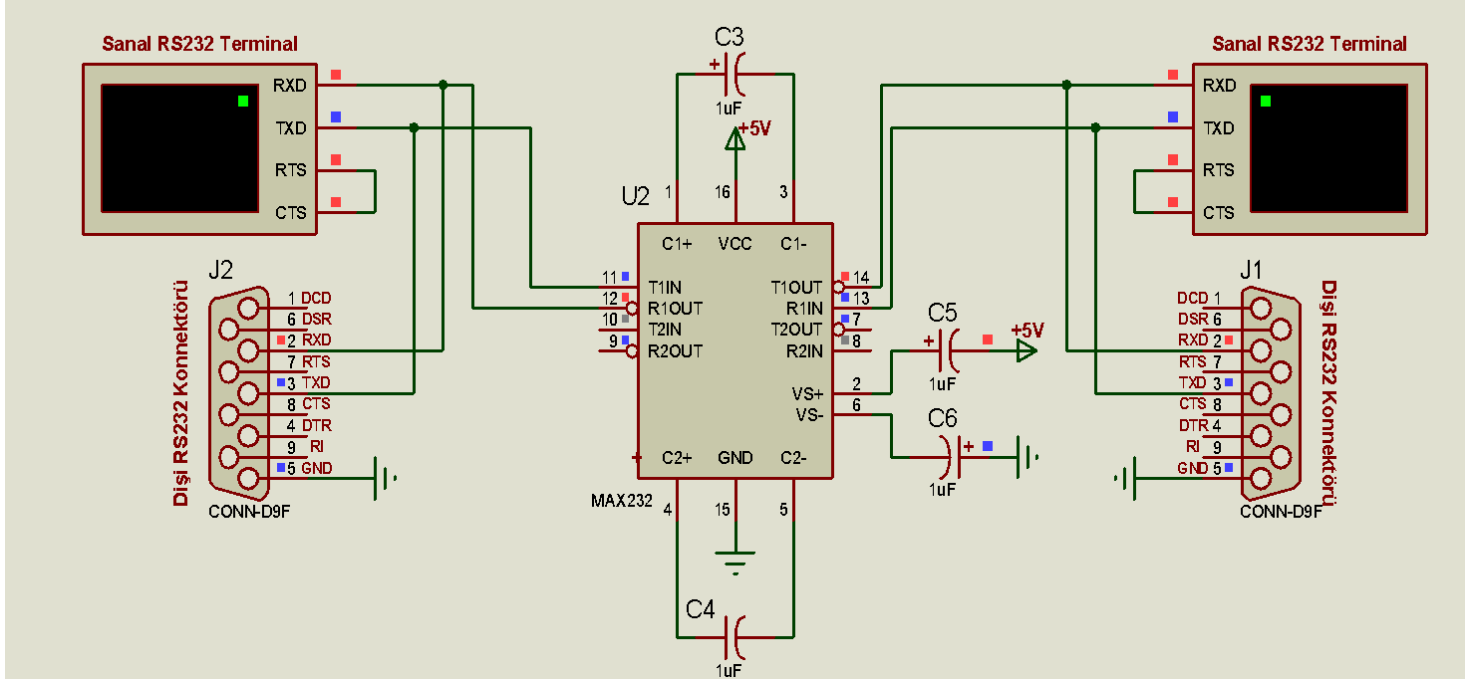 Sanal RS232 Terminal
RXD
TXD
RTS
CTS
J2
Dişi RS232 Konnektörü
1 DCD
6 DSR
2 RXD
7 RTS
3 TXD
8 CTS
4 DTR
9 RI
5 GND
CONN-D9F
C3
+
1uF
+5V
1
16
3
U2
C1+
VCC
C1-
11
T1IN
12
R1OUT
10
T2IN
9
R2OUT
T1OUT
14
R1IN
13
T2OUT
7
R2IN
8
VS+
2
VS-
6
C2+
GND
C2-
MAX232
4
15
5
C4
+
1uF
C5
+
1uF
+5V
C6
+
1uF
Sanal RS232 Terminal
RXD
TXD
RTS
CTS
J1
DCD 1
DSR 6
RXD 2
RTS 7
TXD 3
CTS 8
DTR 4
RI 9
GND 5
CONN-D9F
Dişi RS232 Konnektörü